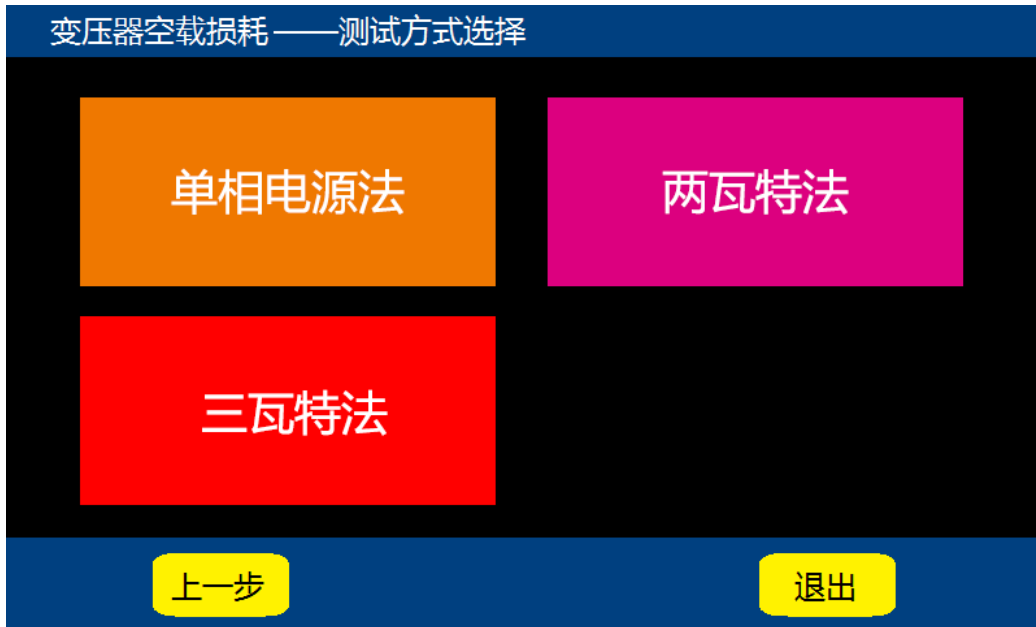 变压器空载损耗——测试方式选择
单相电源法
两瓦特法
三瓦特法
上一步
退出